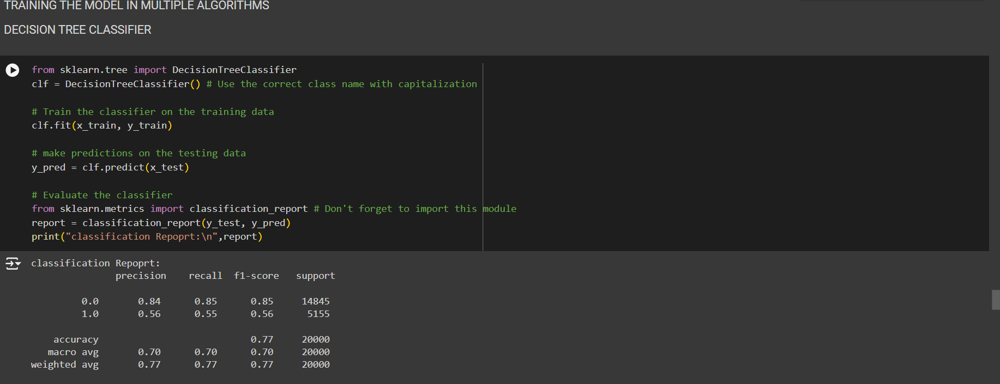 TRAINING THE MODEL IN MULTIPLE ALGORITHMS
DECISION TREE CLASSIFIER
from sklearn.tree import DecisionTreeClassifier
clf = DecisionTreeClassifier() # Use the correct class name with capitalization
# Train the classifier on the training data
clf.fit(x_train, y_train)
# make predictions on the testing data
y_pred = clf.predict(x_test)
# Evaluate the classifier
from sklearn.metrics import classification_report # Don't forget to import this module
report = classification_report(y_test, y_pred)
print("classification Repoprt:\n",report)
classification Repoprt:
precision recall f1-score support
0.0 0.84 0.85 0.85 14845
1.0 0.56 0.55 0.56 5155
accuracy 0.77 20000
macro avg 0.70 0.70 0.70 20000
weighted avg 0.77 0.77 0.77 20000